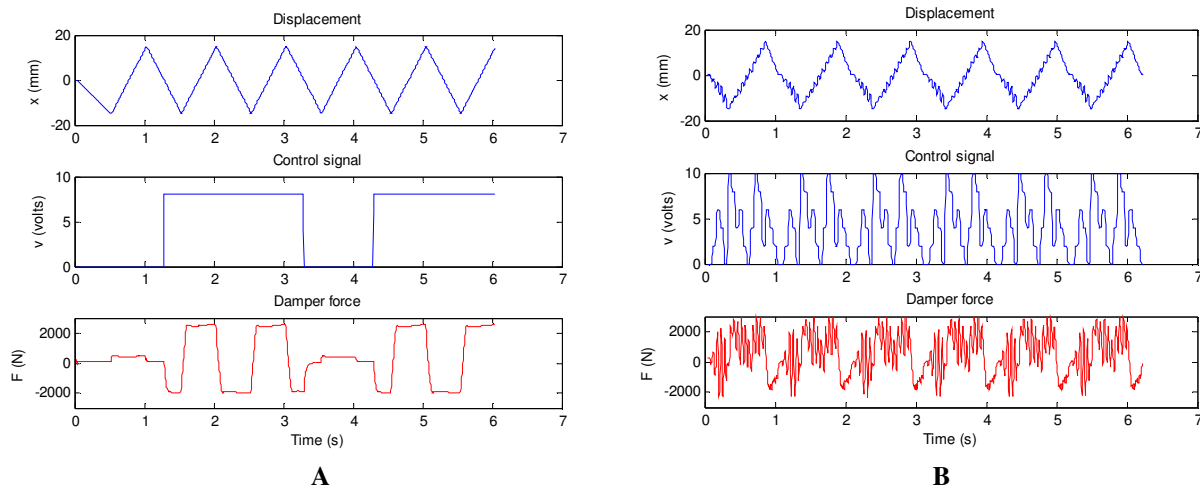 Displacement
x (mm)
20
0
-20
0 1 2 3 4 5 6 7
Control signal
v (volts)
10
5
0
0 1 2 3 4 5 6 7
Damper force
F (N)
2000
0
-2000
0 1 2 3 4 5 6 7
Time (s)
A
Displacement
x (mm)
20
0
-20
0 1 2 3 4 5 6 7
Control signal
v (volts)
10
5
0
0 1 2 3 4 5 6 7
Damper force
F (N)
2000
0
-2000
0 1 2 3 4 5 6 7
Time (s)
B